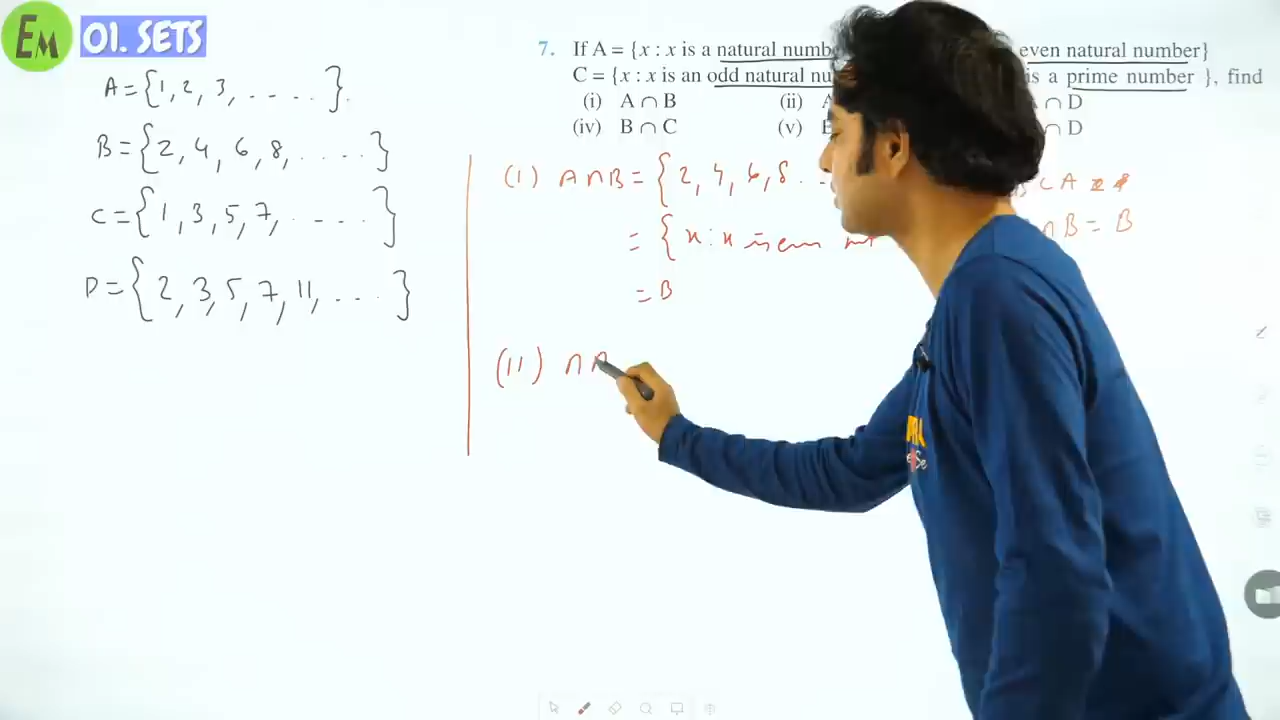 EM 01. SETS
7. If A = {x : x is a natural numb even natural number}
C = {x : x is an odd natural nu is a prime number }, find
(i) A ∩ B (ii) A ∩ D
(iv) B ∩ C (v) ∩ D
A = {1, 2, 3, .....}.
B = {2, 4, 6, 8, .....}
C = {1, 3, 5, 7, ....}
D = {2, 3, 5, 7, 11, ....}
(1) A∩B = {2, 4, 6, 8 ... ⊂ A
= {x : x is even ∩B = B
= B
(11)